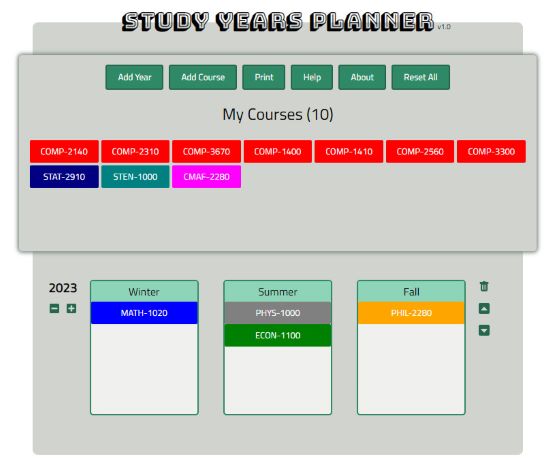 STUDY YEARS PLANNER v1.0
Add Year Add Course Print Help About Reset All
My Courses (10)
COMP-2140 COMP-2310 COMP-3670 COMP-1400 COMP-1410 COMP-2560 COMP-3300
STAT-2910 STEN-1000 CMAF-2280
2023 Winter Summer Fall
MATH-1020 PHYS-1000 PHIL-2280
ECON-1100